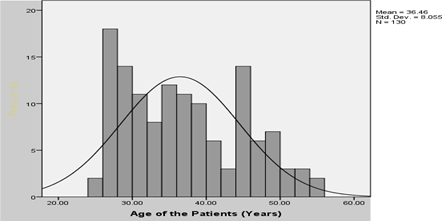 Mean = 36.46
Std. Dev. = 8.055
N = 130
20
15
10
5
0
20.00 30.00 40.00 50.00 60.00
Age of the Patients (Years)